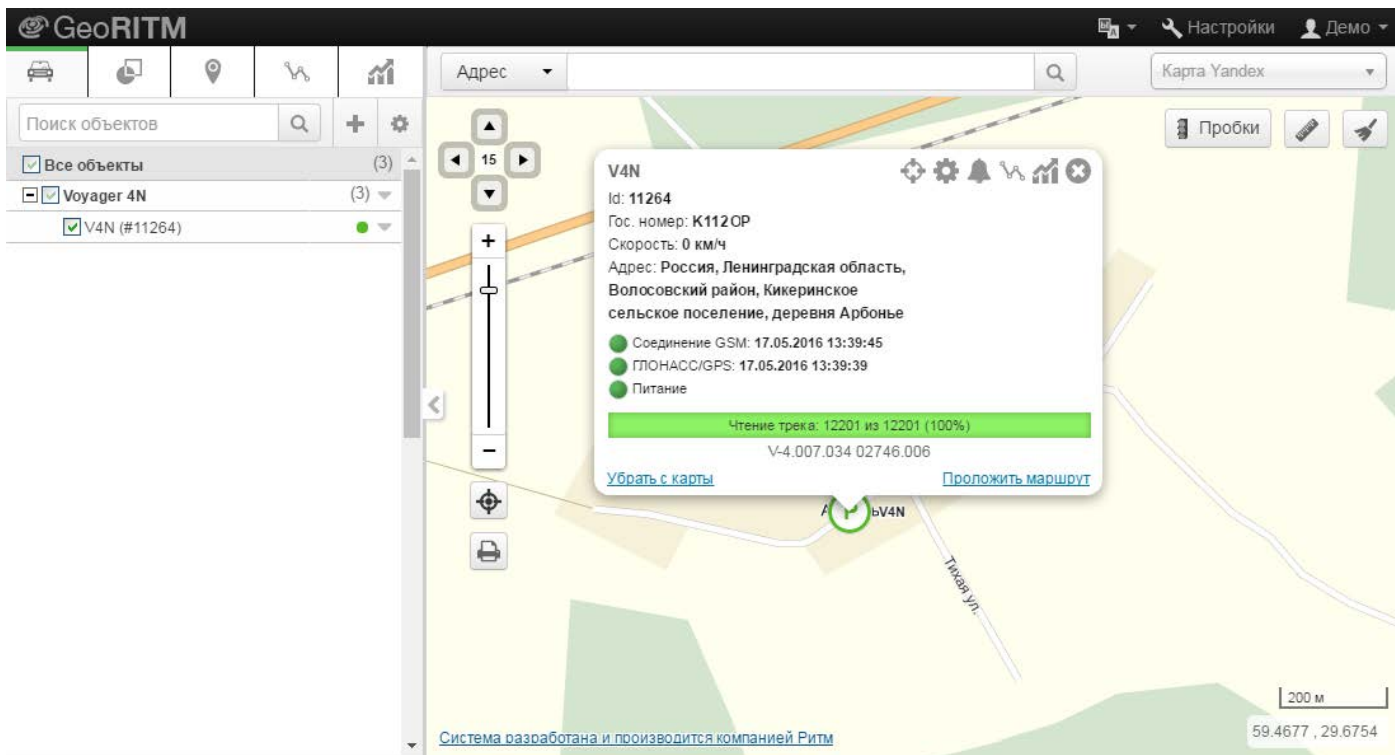 GeoRITM
Настройки
Демо
Адрес
Карта Yandex
Поиск объектов
Пробки
Все объекты (3)
Voyager 4N (3)
V4N (#11264)
15
V4N
Id: 11264
Гос. номер: К112ОР
Скорость: 0 км/ч
Адрес: Россия, Ленинградская область,
Волосовский район, Кикеринское
сельское поселение, деревня Арбонье
Соединение GSM: 17.05.2016 13:39:45
ГЛОНАСС/GPS: 17.05.2016 13:39:39
Питание
Чтение трека: 12201 из 12201 (100%)
V-4.007.034 02746.006
Убрать с карты Проложить маршрут
P
V4N
Тихая ул.
200 м
59.4677 , 29.6754
Система разработана и производится компанией Ритм